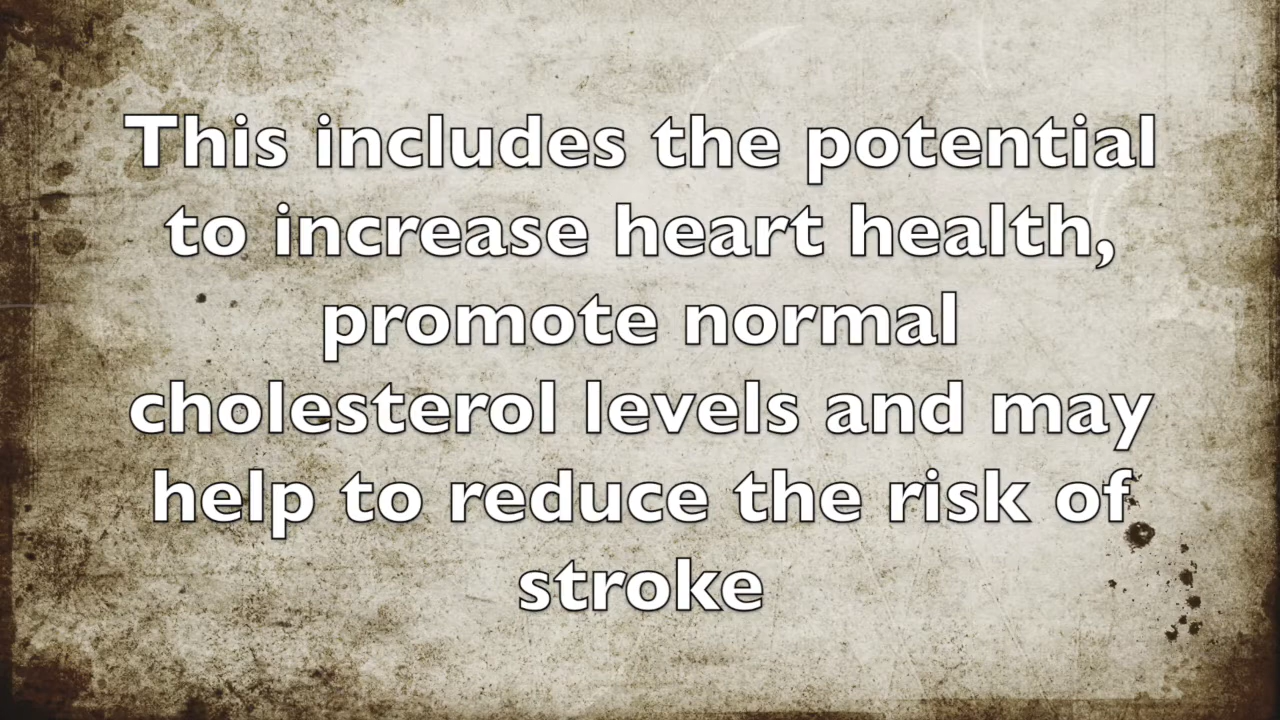 This includes the potential
to increase heart health,
promote normal
cholesterol levels and may
help to reduce the risk of
stroke